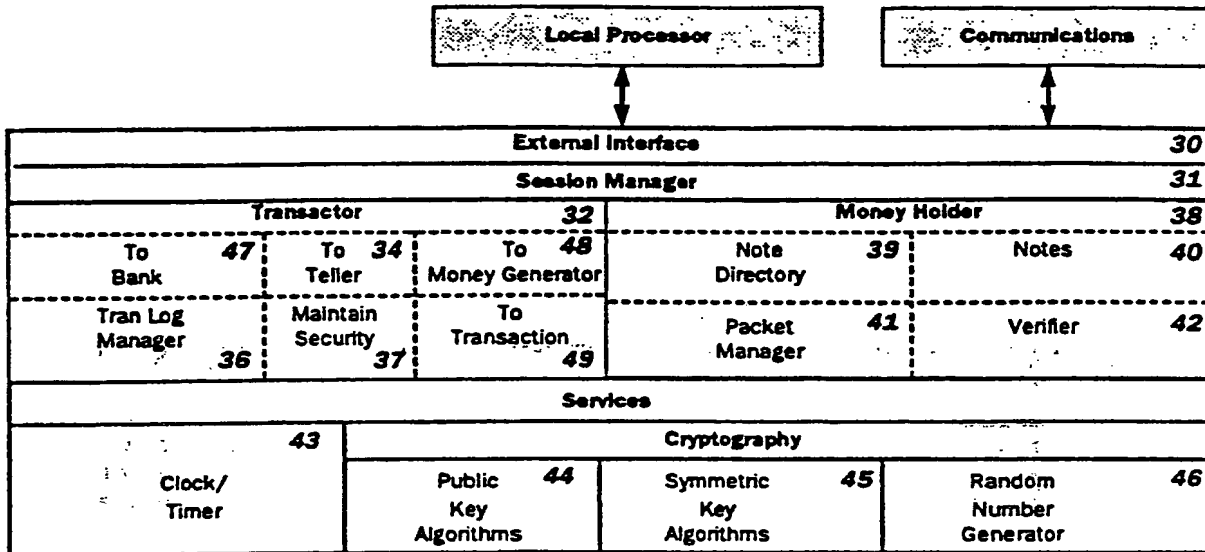 Local Processor
Communications
External Interface 30
Session Manager 31
Transactor 32
Money Holder 38
To Bank 47
To Teller 34
To Money Generator 48
Note Directory 39
Notes 40
Tran Log Manager 36
Maintain Security 37
To Transaction 49
Packet Manager 41
Verifier 42
Services
Clock/ Timer 43
Cryptography
Public Key Algorithms 44
Symmetric Key Algorithms 45
Random Number Generator 46